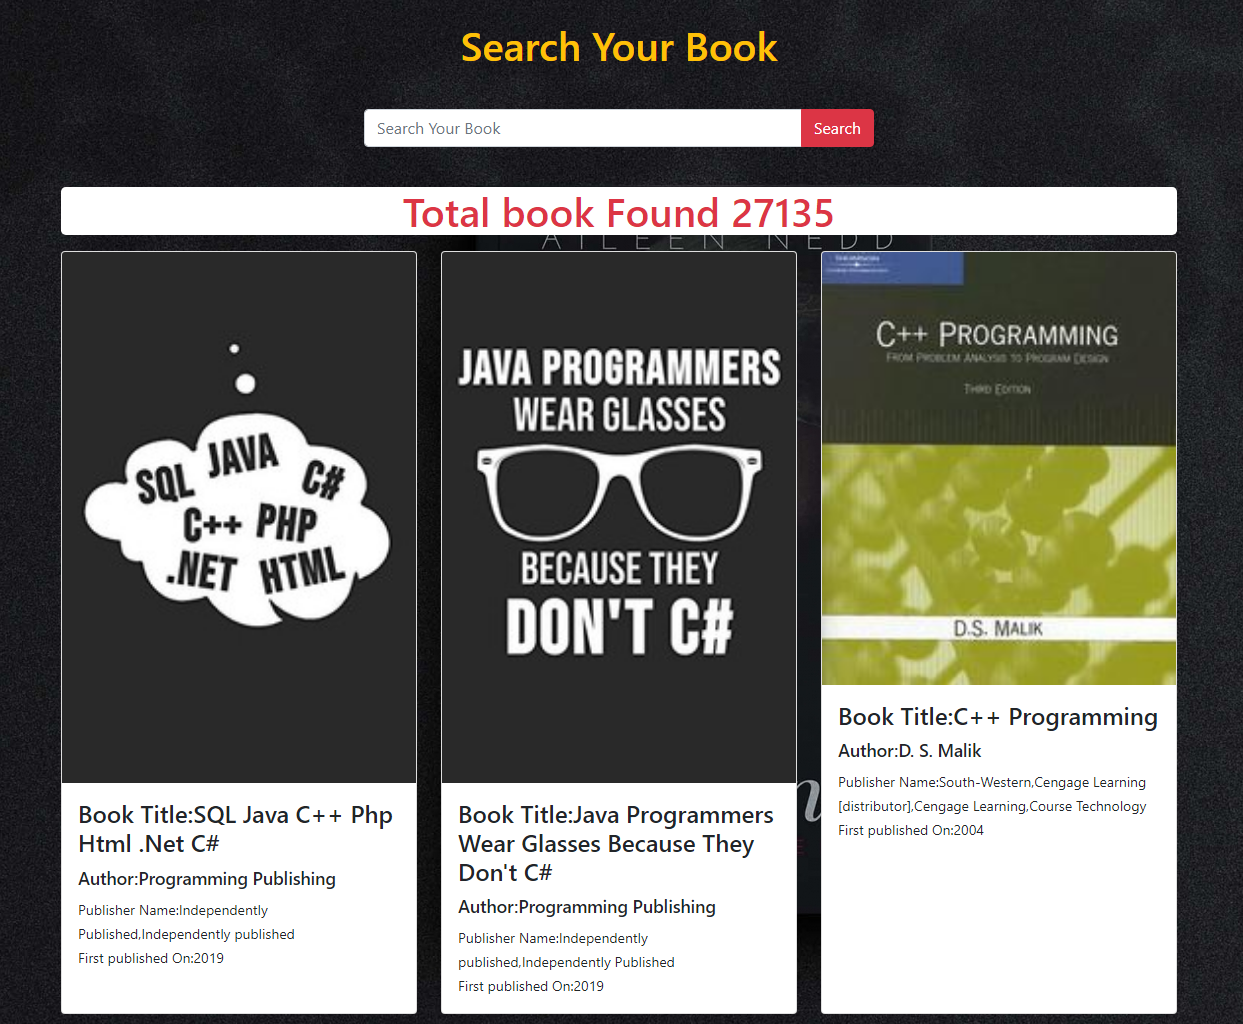 Search Your Book
Search Your Book
Search
Total book Found 27135
AILEEN NEDD
SQL JAVA C#
C++ PHP
.NET HTML
Book Title:SQL Java C++ Php
Html .Net C#
Author:Programming Publishing
Publisher Name:Independently
Published,Independently published
First published On:2019
JAVA PROGRAMMERS
WEAR GLASSES
BECAUSE THEY
DON'T C#
Book Title:Java Programmers
Wear Glasses Because They
Don't C#
Author:Programming Publishing
Publisher Name:Independently
published,Independently Published
First published On:2019
C++ PROGRAMMING
FROM PROBLEM ANALYSIS TO PROGRAM DESIGN
THIRD EDITION
D.S. MALIK
Book Title:C++ Programming
Author:D. S. Malik
Publisher Name:South-Western,Cengage Learning
[distributor],Cengage Learning,Course Technology
First published On:2004